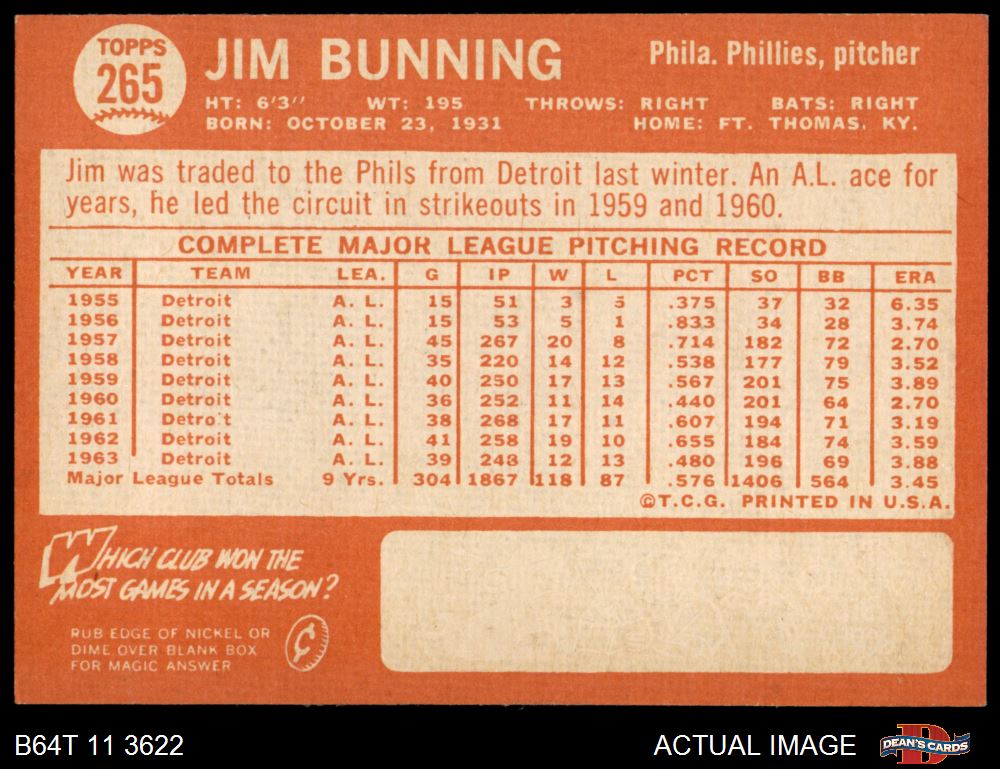 TOPPS
265
JIM BUNNING
Phila. Phillies, pitcher
HT: 6'3" WT: 195 THROWS: RIGHT BATS: RIGHT
BORN: OCTOBER 23, 1931 HOME: FT. THOMAS, KY.
Jim was traded to the Phils from Detroit last winter. An A.L. ace for
years, he led the circuit in strikeouts in 1959 and 1960.
COMPLETE MAJOR LEAGUE PITCHING RECORD
YEAR TEAM LEA. G IP W L PCT SO BB ERA
1955 Detroit A. L. 15 51 3 5 .375 37 32 6.35
1956 Detroit A. L. 15 53 5 1 .833 34 28 3.74
1957 Detroit A. L. 45 267 20 8 .714 182 72 2.70
1958 Detroit A. L. 35 220 14 12 .538 177 79 3.52
1959 Detroit A. L. 40 250 17 13 .567 201 75 3.89
1960 Detroit A. L. 36 252 11 14 .440 201 64 2.70
1961 Detroit A. L. 38 268 17 11 .607 194 71 3.19
1962 Detroit A. L. 41 258 19 10 .655 184 74 3.59
1963 Detroit A. L. 39 248 12 13 .480 196 69 3.88
Major League Totals 9 Yrs. 304 1867 118 87 .576 1406 564 3.45
©T.C.G. PRINTED IN U.S.A.
WHICH CLUB WON THE
MOST GAMES IN A SEASON?
RUB EDGE OF NICKEL OR
DIME OVER BLANK BOX
FOR MAGIC ANSWER
¢
B64T 11 3622
ACTUAL IMAGE
DEAN'S CARDS